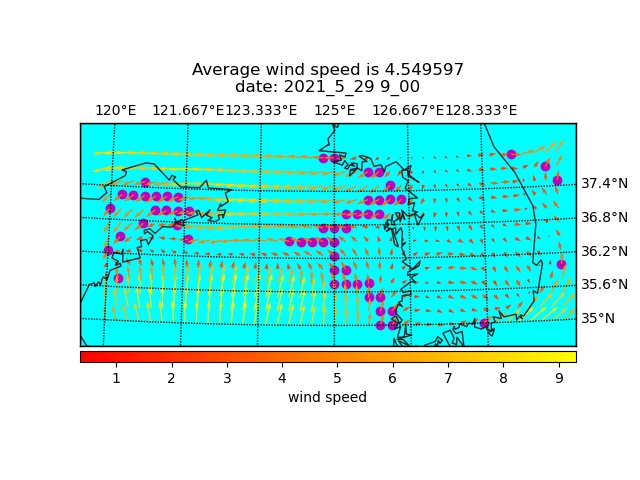 Average wind speed is 4.549597
date: 2021_5_29 9_00
120°E 121.667°E 123.333°E 125°E 126.667°E 128.333°E
37.4°N
36.8°N
36.2°N
35.6°N
35°N
1 2 3 4 5 6 7 8 9
wind speed